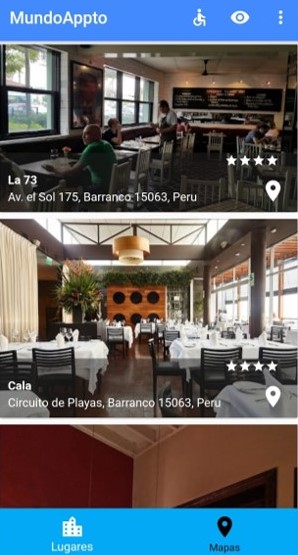 MundoAppto
La 73
Av. el Sol 175, Barranco 15063, Peru
Cala
Circuito de Playas, Barranco 15063, Peru
Lugares
Mapas